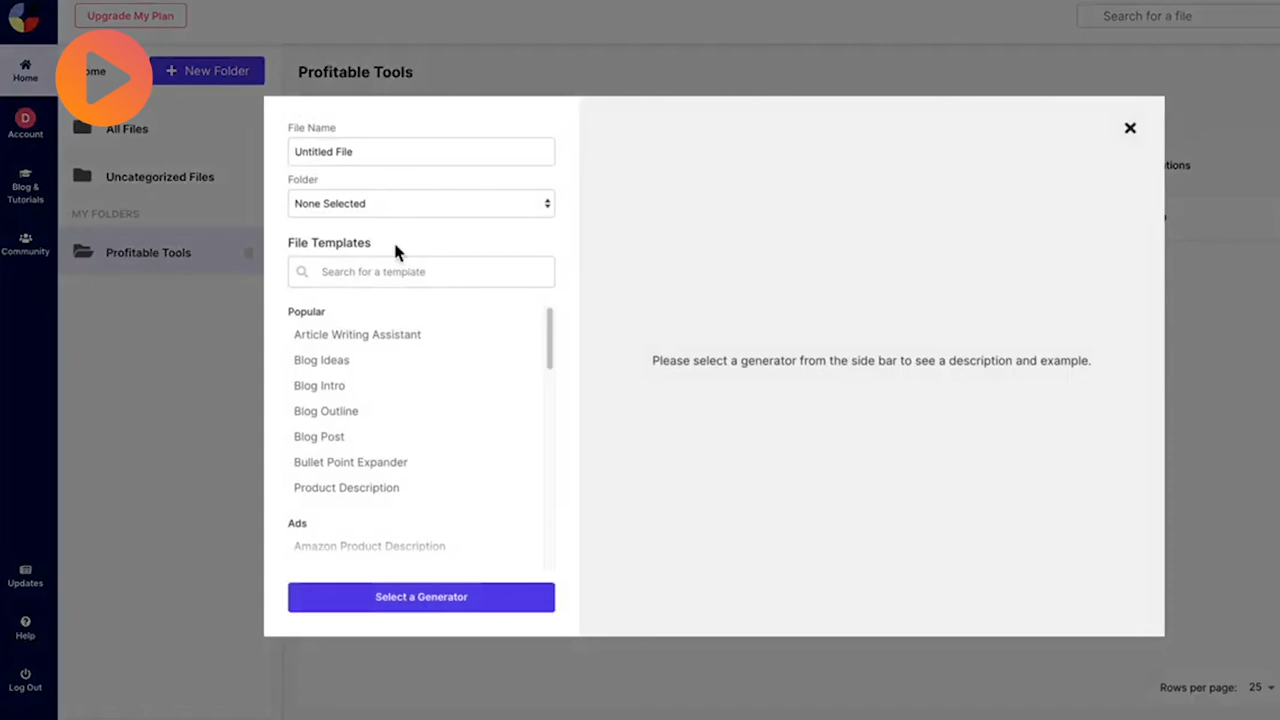 Upgrade My Plan
Search for a file
Home
ome
New Folder
Profitable Tools
D
Account
All Files
Blog &
Tutorials
Uncategorized Files
MY FOLDERS
Community
Profitable Tools
File Name
Untitled File
Folder
None Selected
File Templates
Search for a template
Popular
Article Writing Assistant
Blog Ideas
Blog Intro
Blog Outline
Blog Post
Bullet Point Expander
Product Description
Ads
Amazon Product Description
Select a Generator
Please select a generator from the side bar to see a description and example.
tions
Updates
Help
Log Out
Rows per page: 25